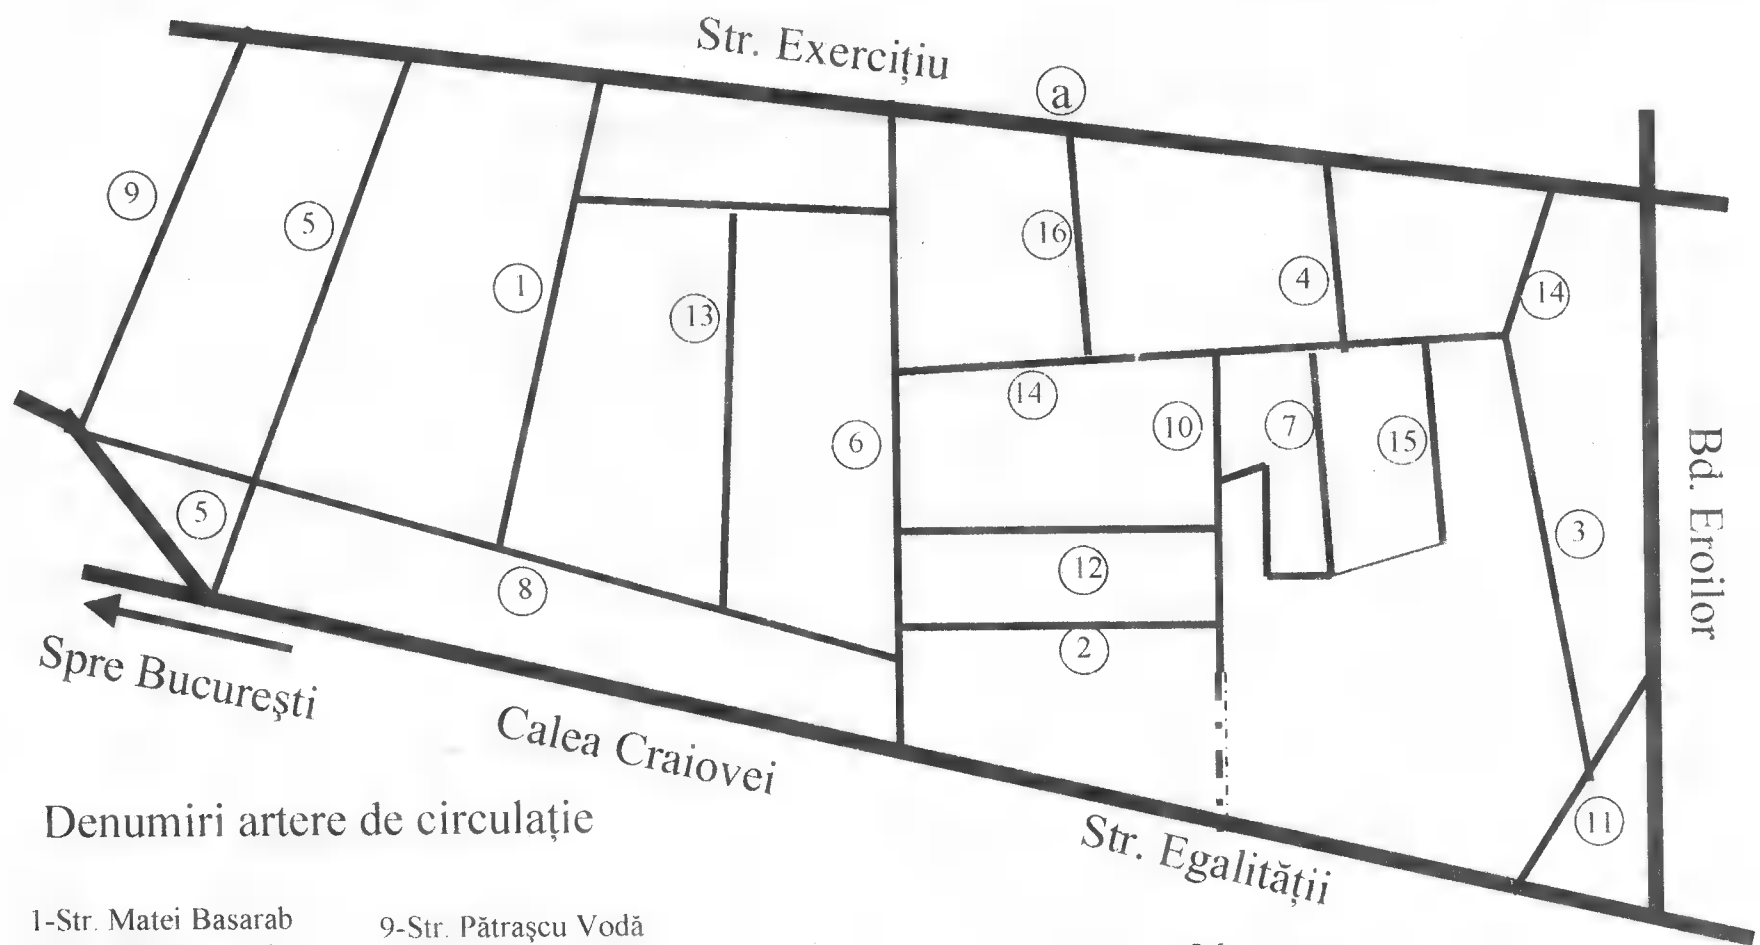 Str. Exercițiu
a
9
5
1
13
16
4
14
6
14
10
7
15
3
5
8
12
2
11
Bd. Eroilor
Spre București
Calea Craiovei
Str. Egalității
Denumiri artere de circulație
1-Str. Matei Basarab
9-Str. Pătrașcu Vodă